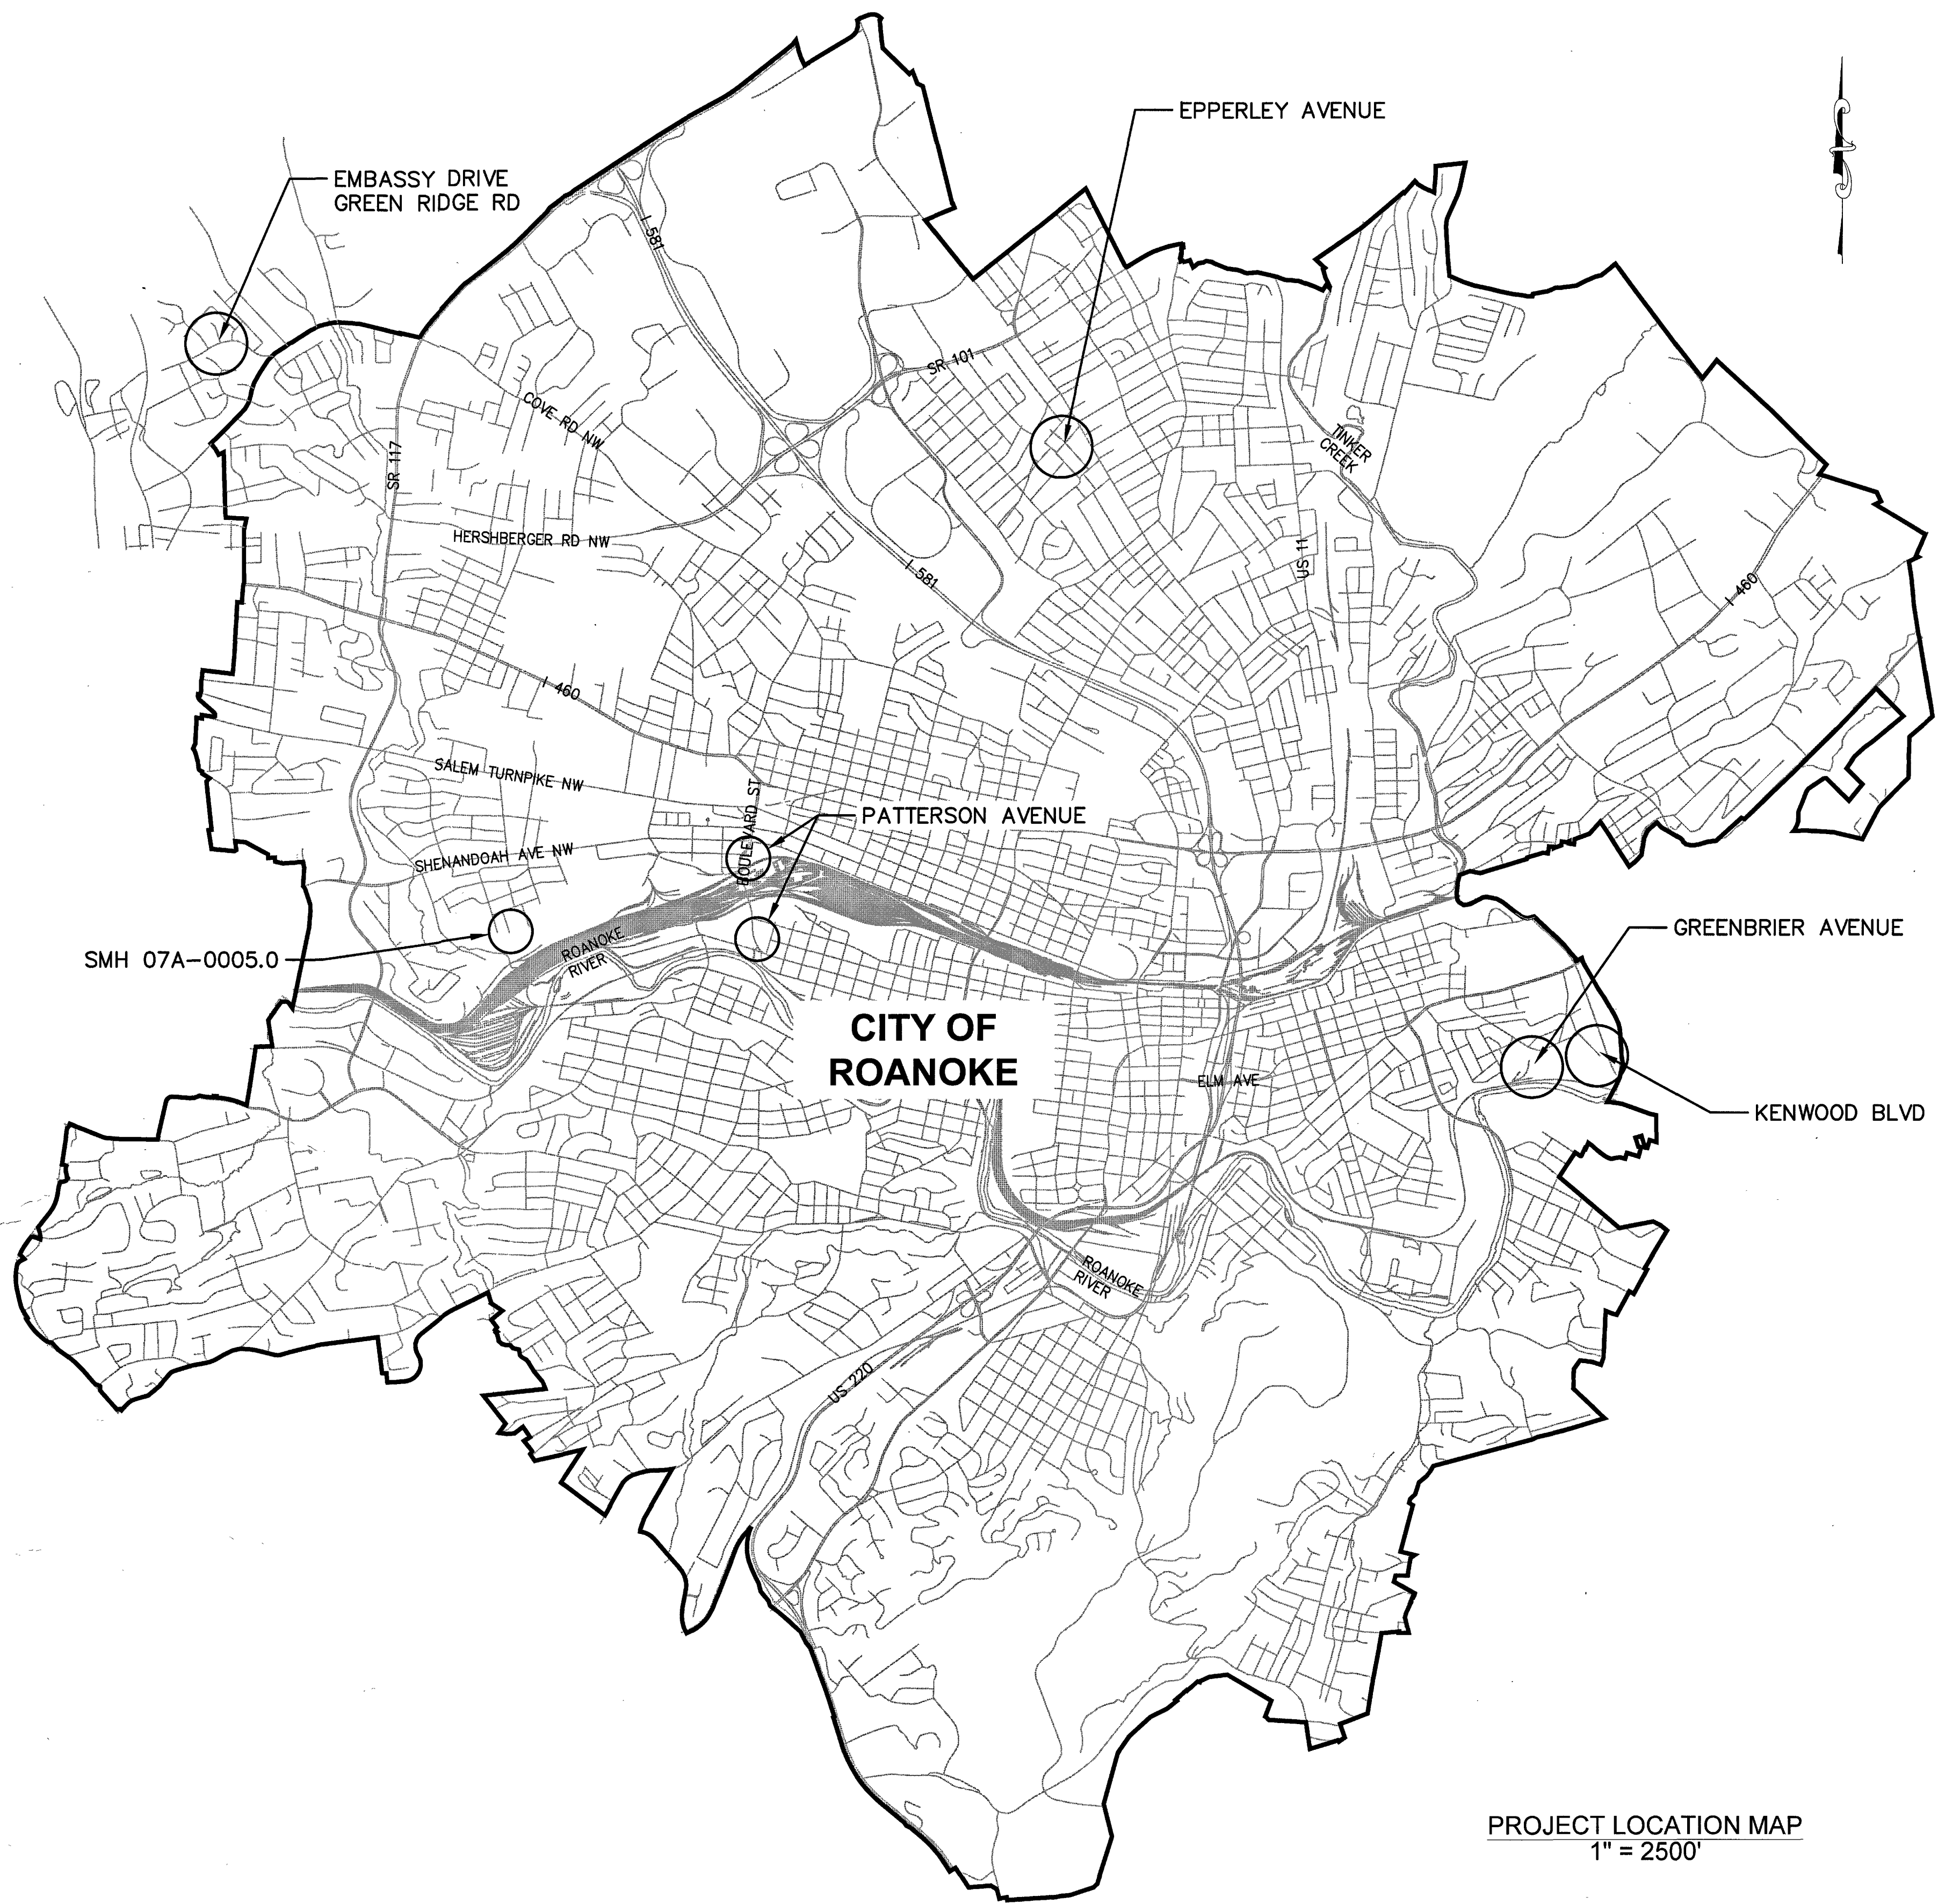 EPPERLEY AVENUE
EMBASSY DRIVE
GREEN RIDGE RD
I 581
SR 101
COVE RD NW
TINKER
CREEK
SR 117
HERSHBERGER RD NW
I 581
US 11
I 460
I 460
SALEM TURNPIKE NW
BOULEVARD ST
PATTERSON AVENUE
SHENANDOAH AVE NW
GREENBRIER AVENUE
SMH 07A-0005.0
ROANOKE
RIVER
CITY OF
ROANOKE
ELM AVE
KENWOOD BLVD
ROANOKE
RIVER
US 220
PROJECT LOCATION MAP
1" = 2500'